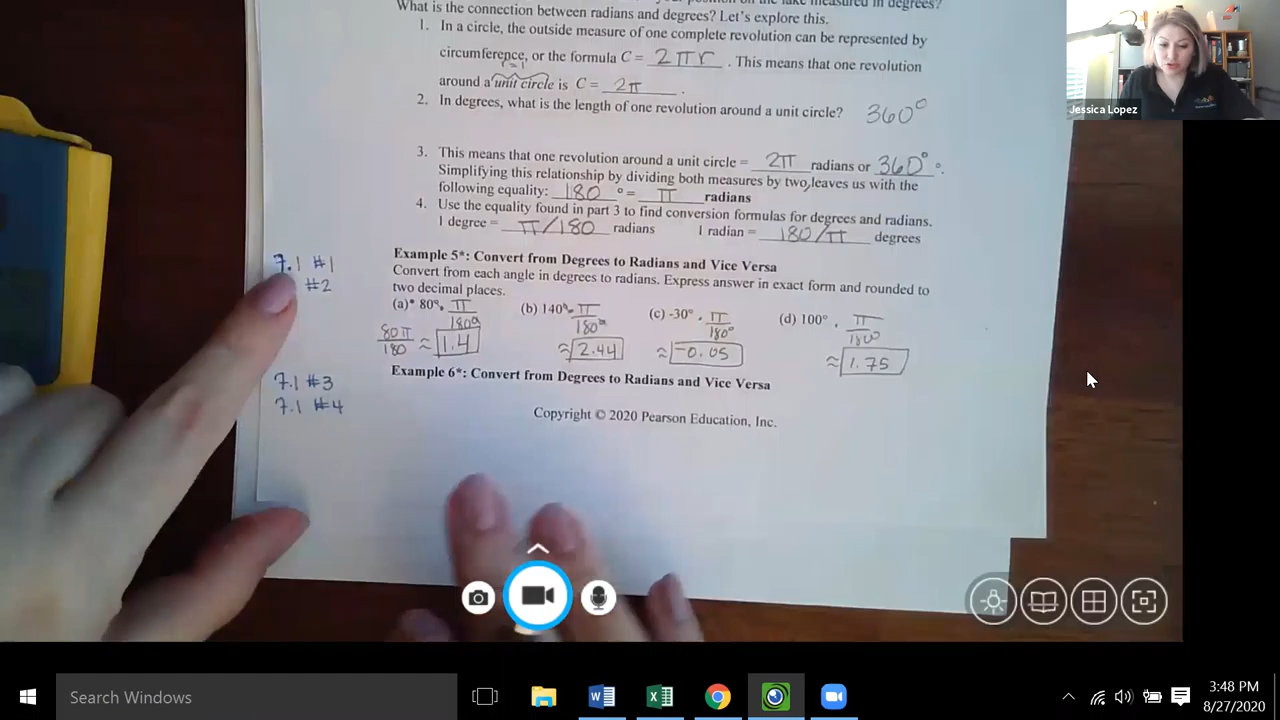 What is the connection between radians and degrees? Let's explore this.
1. In a circle, the outside measure of one complete revolution can be represented by
circumference, or the formula C = 2πr . This means that one revolution
r=1
around a unit circle is C = 2π .
2. In degrees, what is the length of one revolution around a unit circle? 360°
3. This means that one revolution around a unit circle = 2π radians or 360° °.
Simplifying this relationship by dividing both measures by two, leaves us with the
following equality: 180 ° = π radians
4. Use the equality found in part 3 to find conversion formulas for degrees and radians.
1 degree = π/180 radians 1 radian = 180/π degrees
7.1 #1
#2
Example 5*: Convert from Degrees to Radians and Vice Versa
Convert from each angle in degrees to radians. Express answer in exact form and rounded to
two decimal places.
(a)* 80° · π/180° (b) 140° · π/180° (c) -30° · π/180° (d) 100° · π/180°
80π/180 ≈ 1.4 ≈ 2.44 ≈ -0.05 ≈ 1.75
7.1 #3
7.1 #4
Example 6*: Convert from Degrees to Radians and Vice Versa
Copyright © 2020 Pearson Education, Inc.
Jessica Lopez
Search Windows
3:48 PM
8/27/2020